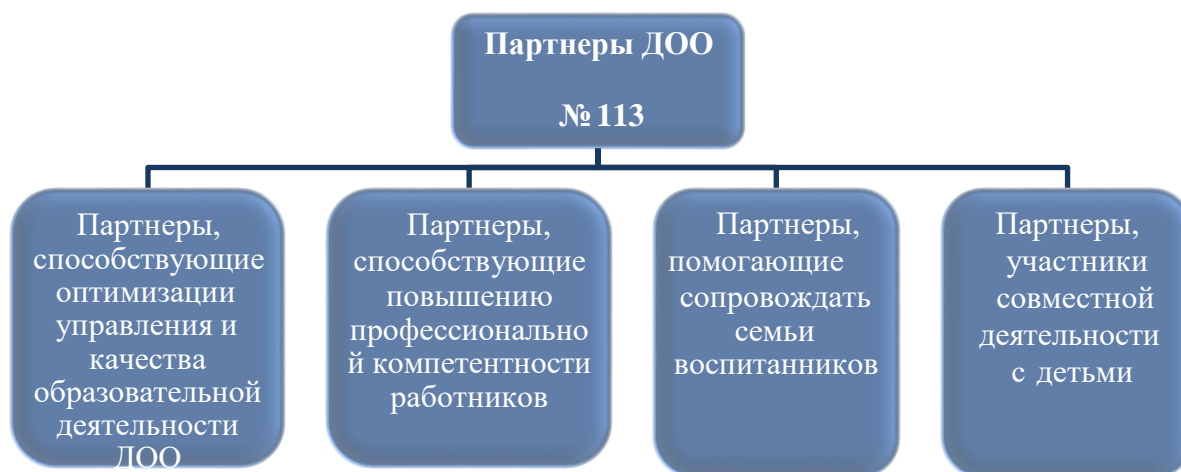 Партнеры ДОО
№ 113
Партнеры,
способствующие
оптимизации
управления и
качества
образовательной
деятельности
ДОО
Партнеры,
способствующие
повышению
профессионально
й компетентности
работников
Партнеры,
помогающие
сопровождать
семьи
воспитанников
Партнеры,
участники
совместной
деятельности
с детьми